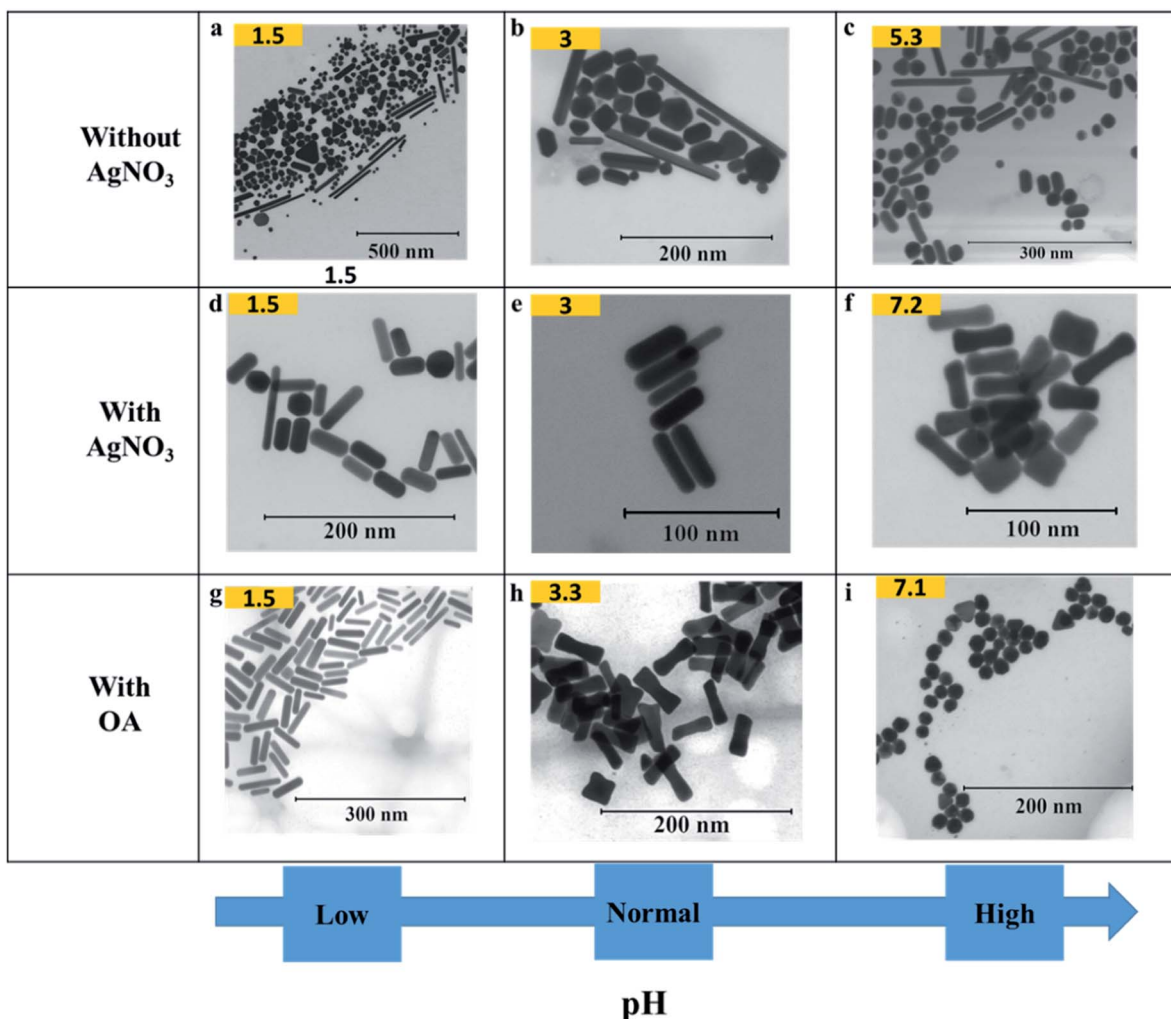 a
1.5
b
3
c
5.3
Without
AgNO₃
500 nm
200 nm
300 nm
1.5
d
1.5
e
3
f
7.2
With
AgNO₃
200 nm
100 nm
100 nm
g
1.5
h
3.3
i
7.1
With
OA
300 nm
200 nm
200 nm
Low
Normal
High
pH